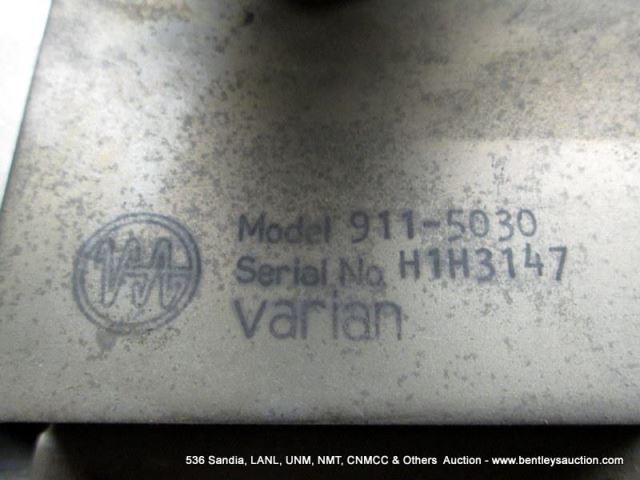 Model 911-5030
Serial No. H1H3147
varian
536 Sandia, LANL, UNM, NMT, CNMCC & Others Auction - www.bentleysauction.com